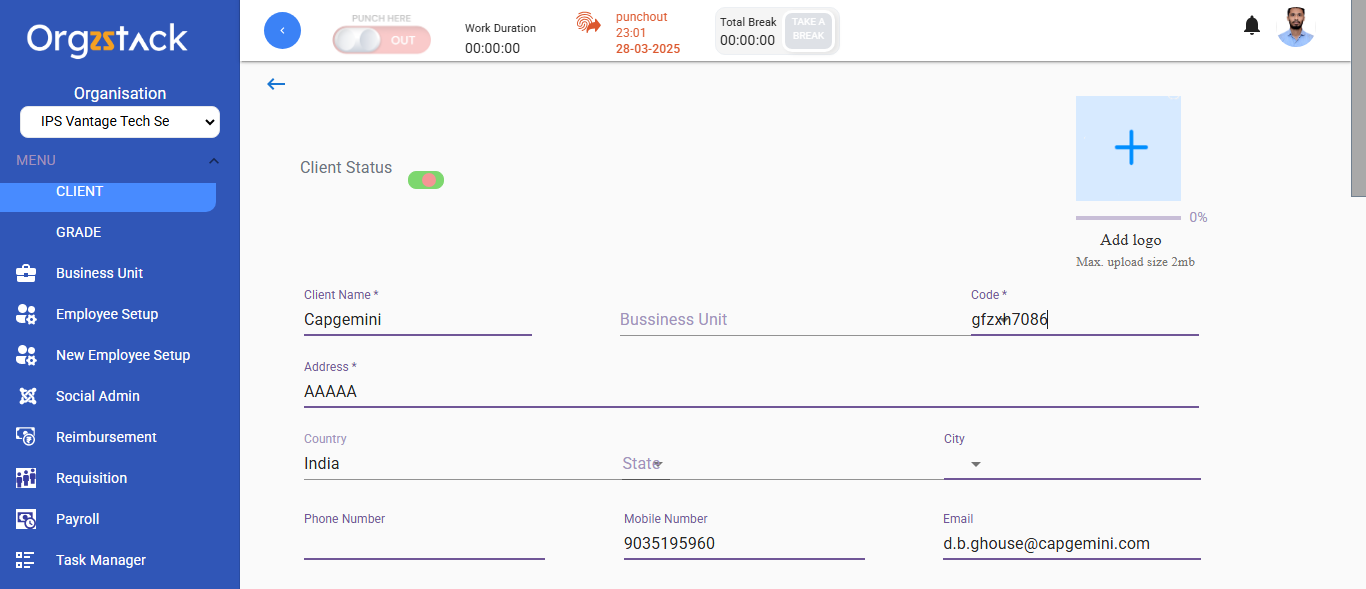 Orgzstack
Organisation
IPS Vantage Tech Se
MENU
CLIENT
GRADE
Business Unit
Employee Setup
New Employee Setup
Social Admin
Reimbursement
Requisition
Payroll
Task Manager
PUNCH HERE
OUT
Work Duration
00:00:00
punchout
23:01
28-03-2025
Total Break
00:00:00
TAKE A
BREAK
Client Status
0%
Add logo
Max. upload size 2mb
Client Name *
Capgemini
Bussiness Unit
Code *
gfzxn7086
Address *
AAAAA
Country
India
State
City
Phone Number
Mobile Number
9035195960
Email
d.b.ghouse@capgemini.com